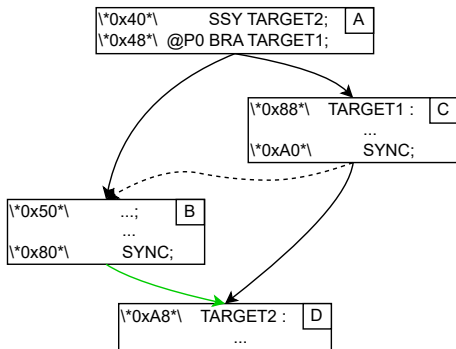 \*0x40*\ SSY TARGET2; A
\*0x48*\ @P0 BRA TARGET1;
\*0x88*\ TARGET1 : C
...
\*0xA0*\ SYNC;
\*0x50*\ ...; B
...
\*0x80*\ SYNC;
\*0xA8*\ TARGET2 : D
...